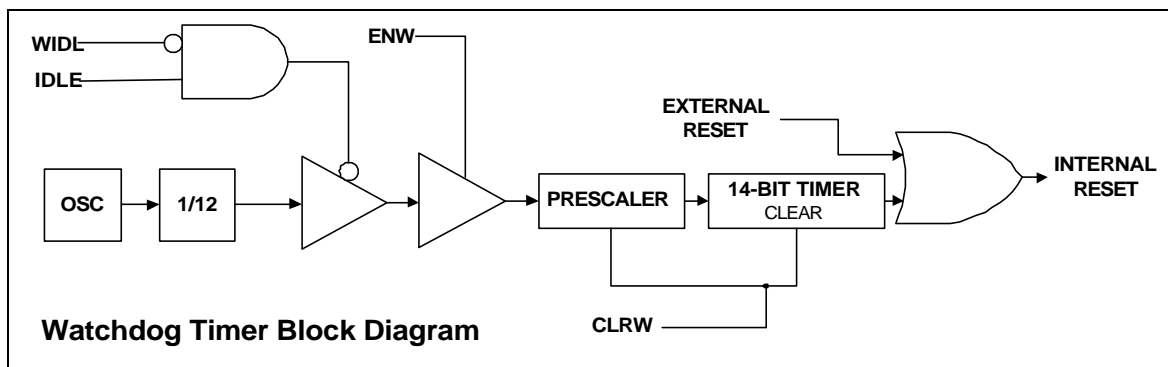 WIDL
IDLE
ENW
EXTERNAL
RESET
INTERNAL
RESET
OSC
1/12
PRESCALER
14-BIT TIMER
CLEAR
CLRW
Watchdog Timer Block Diagram